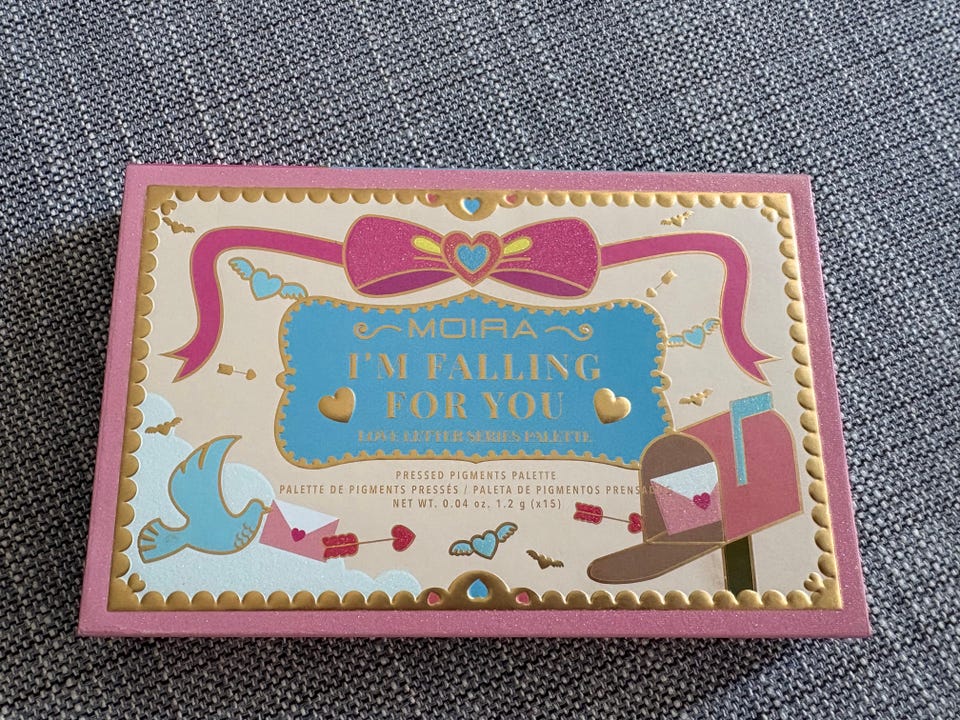 MOIRA
I'M FALLING
FOR YOU
LOVE LETTER SERIES PALETTE
PRESSED PIGMENTS PALETTE
PALETTE DE PIGMENTS PRESSÉS / PALETA DE PIGMENTOS PRENSADOS
NET WT. 0.04 oz. 1.2 g (x15)